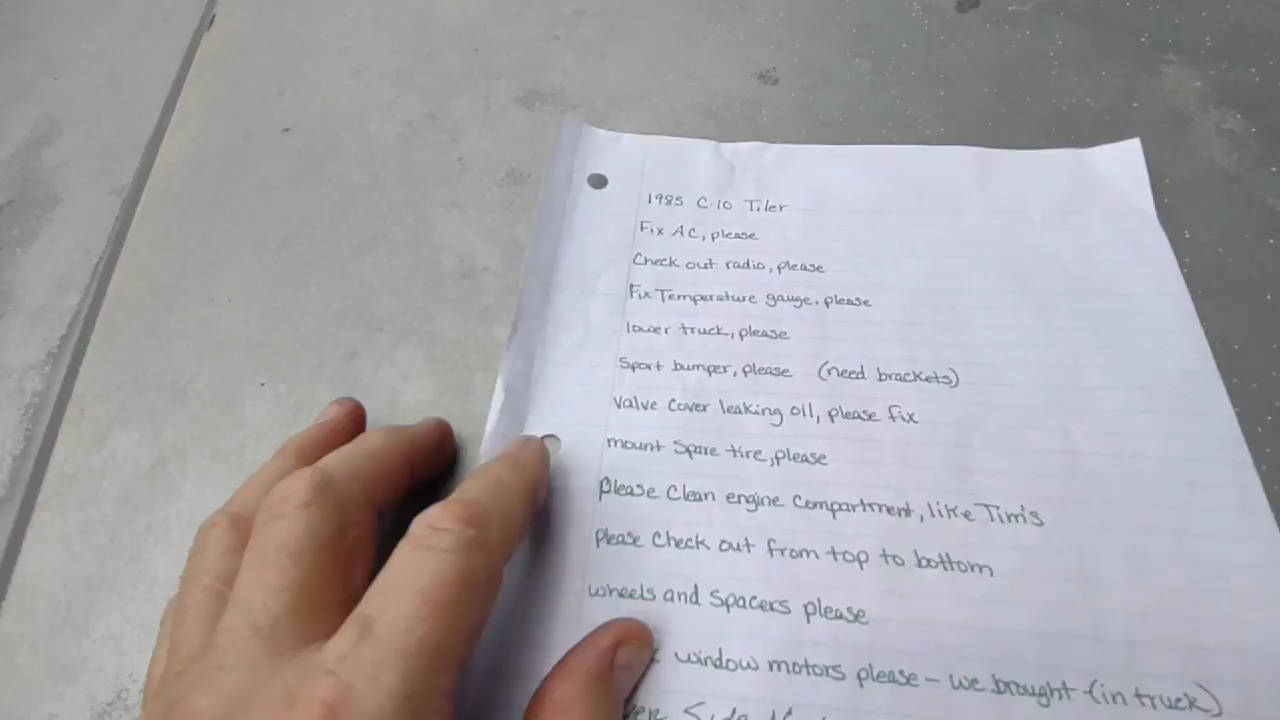 1985 C-10 Tiler
Fix AC, please
Check out radio, please
Fix Temperature gauge, please
lower truck, please
Sport bumper, please (need brackets)
valve cover leaking oil, please fix
mount spare tire, please
please Clean engine compartment, like Tim's
please Check out from top to bottom
wheels and Spacers please
window motors please - we brought (in truck)
Side